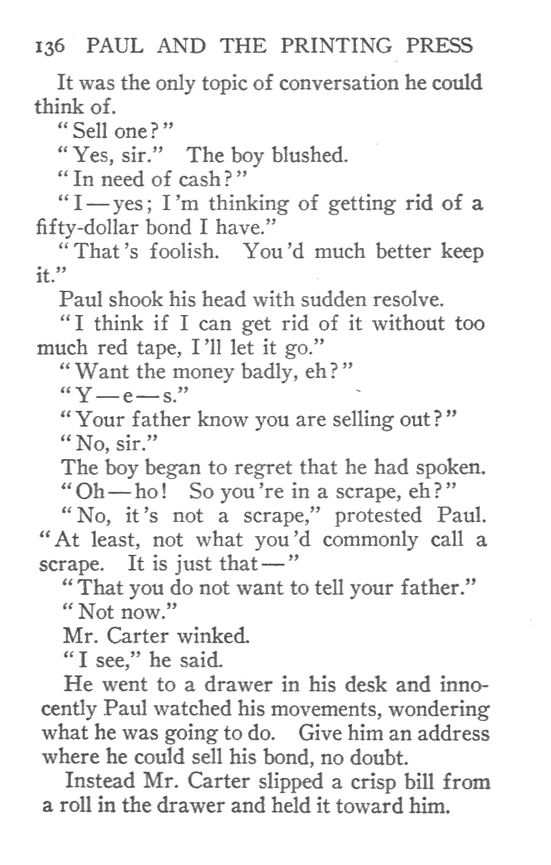 136 PAUL AND THE PRINTING PRESS
It was the only topic of conversation he could
think of.
“Sell one?”
“Yes, sir.” The boy blushed.
“In need of cash?”
“I—yes; I’m thinking of getting rid of a
fifty-dollar bond I have.”
“That’s foolish. You’d much better keep
it.”
Paul shook his head with sudden resolve.
“I think if I can get rid of it without too
much red tape, I’ll let it go.”
“Want the money badly, eh?”
“Y—e—s.”
“Your father know you are selling out?”
“No, sir.”
The boy began to regret that he had spoken.
“Oh—ho! So you’re in a scrape, eh?”
“No, it’s not a scrape,” protested Paul.
“At least, not what you’d commonly call a
scrape. It is just that—”
“That you do not want to tell your father.”
“Not now.”
Mr. Carter winked.
“I see,” he said.
He went to a drawer in his desk and inno-
cently Paul watched his movements, wondering
what he was going to do. Give him an address
where he could sell his bond, no doubt.
Instead Mr. Carter slipped a crisp bill from
a roll in the drawer and held it toward him.